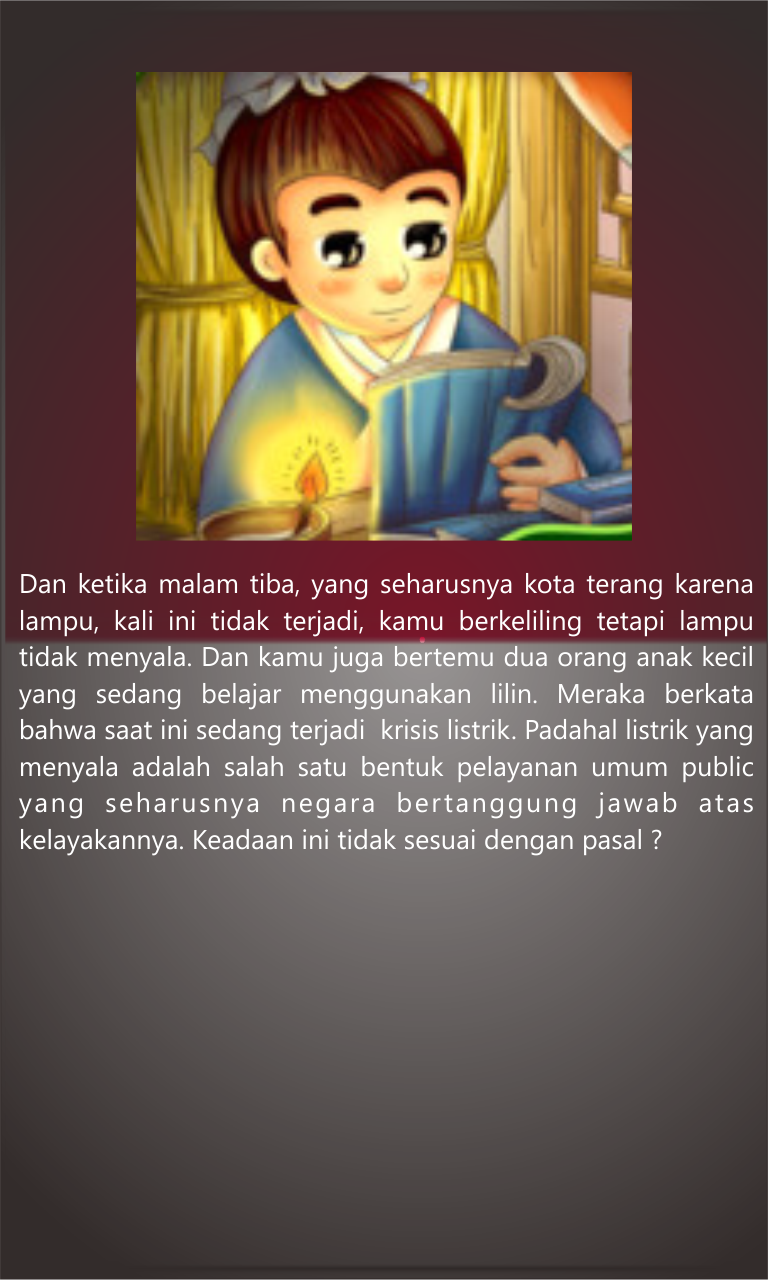 Dan ketika malam tiba, yang seharusnya kota terang karena
lampu, kali ini tidak terjadi, kamu berkeliling tetapi lampu
tidak menyala. Dan kamu juga bertemu dua orang anak kecil
yang sedang belajar menggunakan lilin. Meraka berkata
bahwa saat ini sedang terjadi  krisis listrik. Padahal listrik yang
menyala adalah salah satu bentuk pelayanan umum public
yang seharusnya negara bertanggung jawab atas
kelayakannya. Keadaan ini tidak sesuai dengan pasal ?